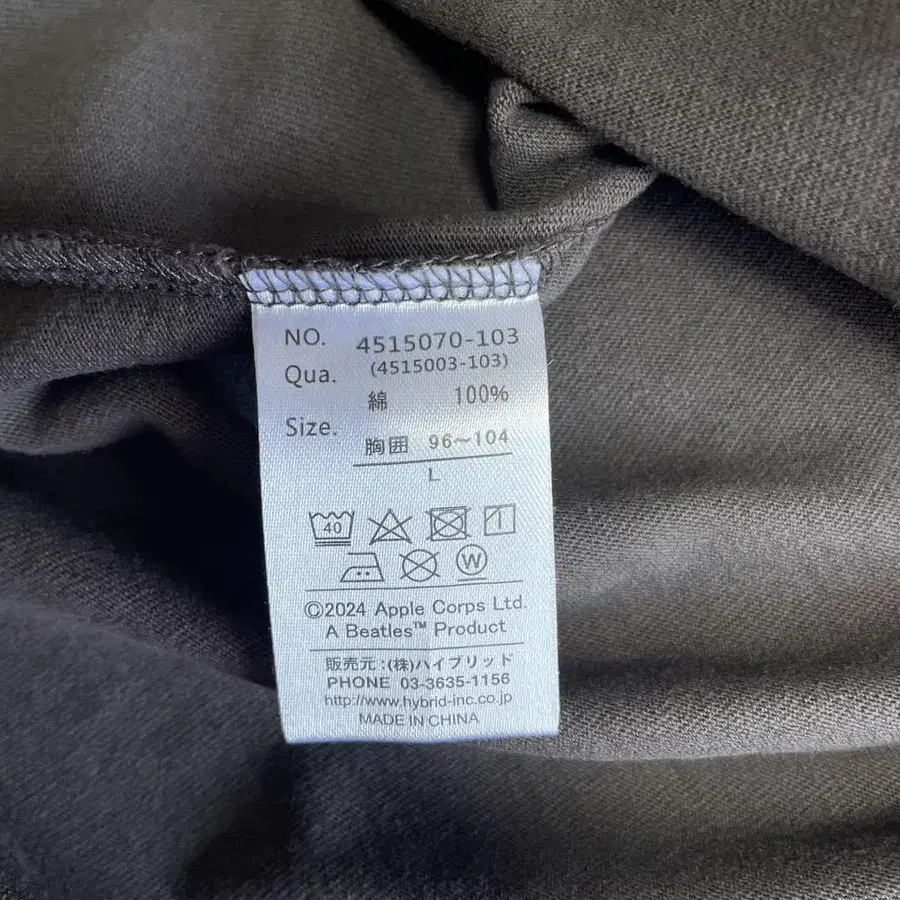 NO. 4515070-103
(4515003-103)
Qua.
綿 100%
Size.
胸囲 96~104
L
40
W
©2024 Apple Corps Ltd.
A Beatles™ Product
販売元:(株)ハイブリッド
PHONE 03-3635-1156
http://www.hybrid-inc.co.jp
MADE IN CHINA